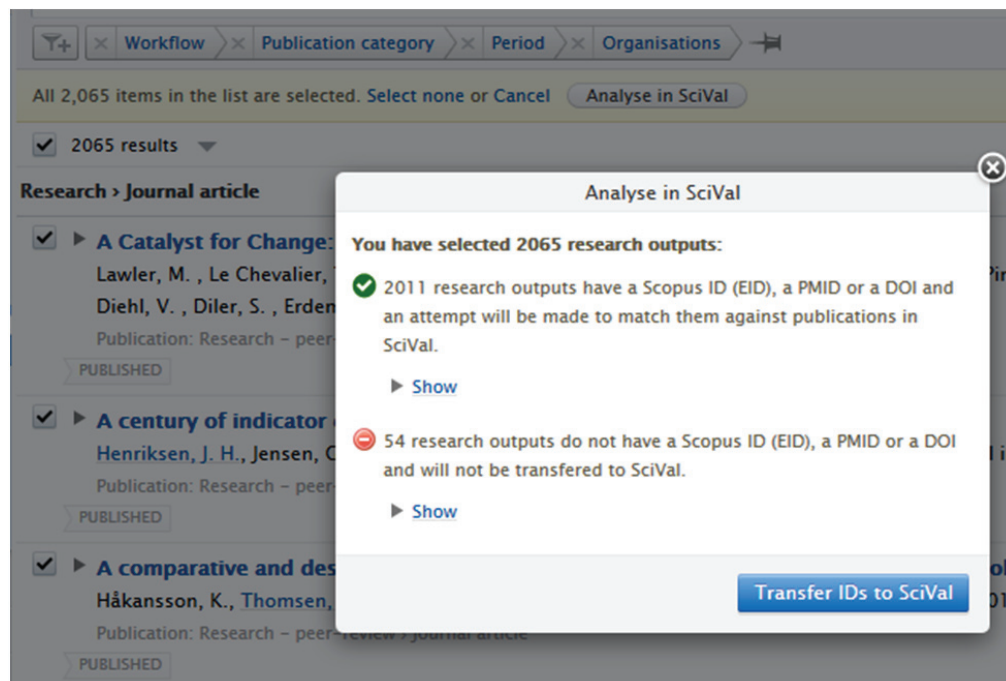 Workflow Publication category Period Organisations
All 2,065 items in the list are selected. Select none or Cancel Analyse in SciVal
2065 results
Research › Journal article
A Catalyst for Change:
Lawler, M. , Le Chevalier,
Diehl, V. , Diler, S. , Erden
Publication: Research – peer-
PUBLISHED
A century of indicator
Henriksen, J. H., Jensen, C
Publication: Research – peer-
PUBLISHED
A comparative and des
Håkansson, K., Thomsen,
Publication: Research – peer-review › Journal article
PUBLISHED
Analyse in SciVal
You have selected 2065 research outputs:
2011 research outputs have a Scopus ID (EID), a PMID or a DOI and
an attempt will be made to match them against publications in
SciVal.
Show
54 research outputs do not have a Scopus ID (EID), a PMID or a DOI
and will not be transfered to SciVal.
Show
Transfer IDs to SciVal